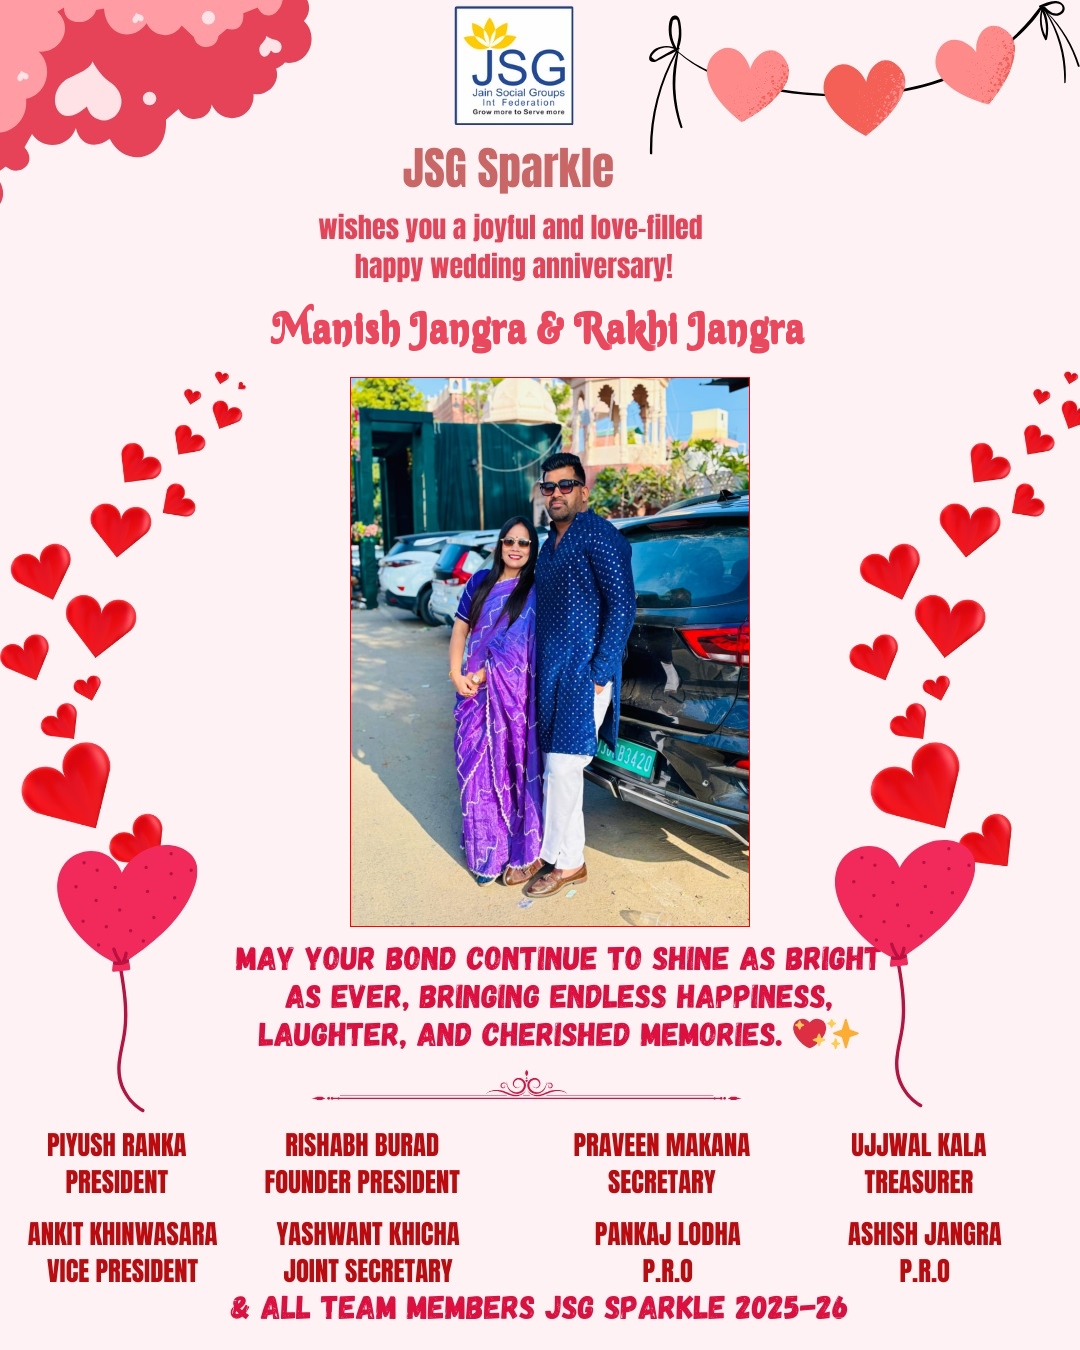 JSG
Jain Social Groups
Int Federation
Grow more to Serve more
JSG Sparkle
wishes you a joyful and love-filled
happy wedding anniversary!
Manish Jangra & Rakhi Jangra
B3420
MAY YOUR BOND CONTINUE TO SHINE AS BRIGHT
AS EVER, BRINGING ENDLESS HAPPINESS,
LAUGHTER, AND CHERISHED MEMORIES. 💖✨
PIYUSH RANKA RISHABH BURAD PRAVEEN MAKANA UJJWAL KALA
PRESIDENT FOUNDER PRESIDENT SECRETARY TREASURER
ANKIT KHINWASARA YASHWANT KHICHA PANKAJ LODHA ASHISH JANGRA
VICE PRESIDENT JOINT SECRETARY P.R.O P.R.O
& ALL TEAM MEMBERS JSG SPARKLE 2025-26